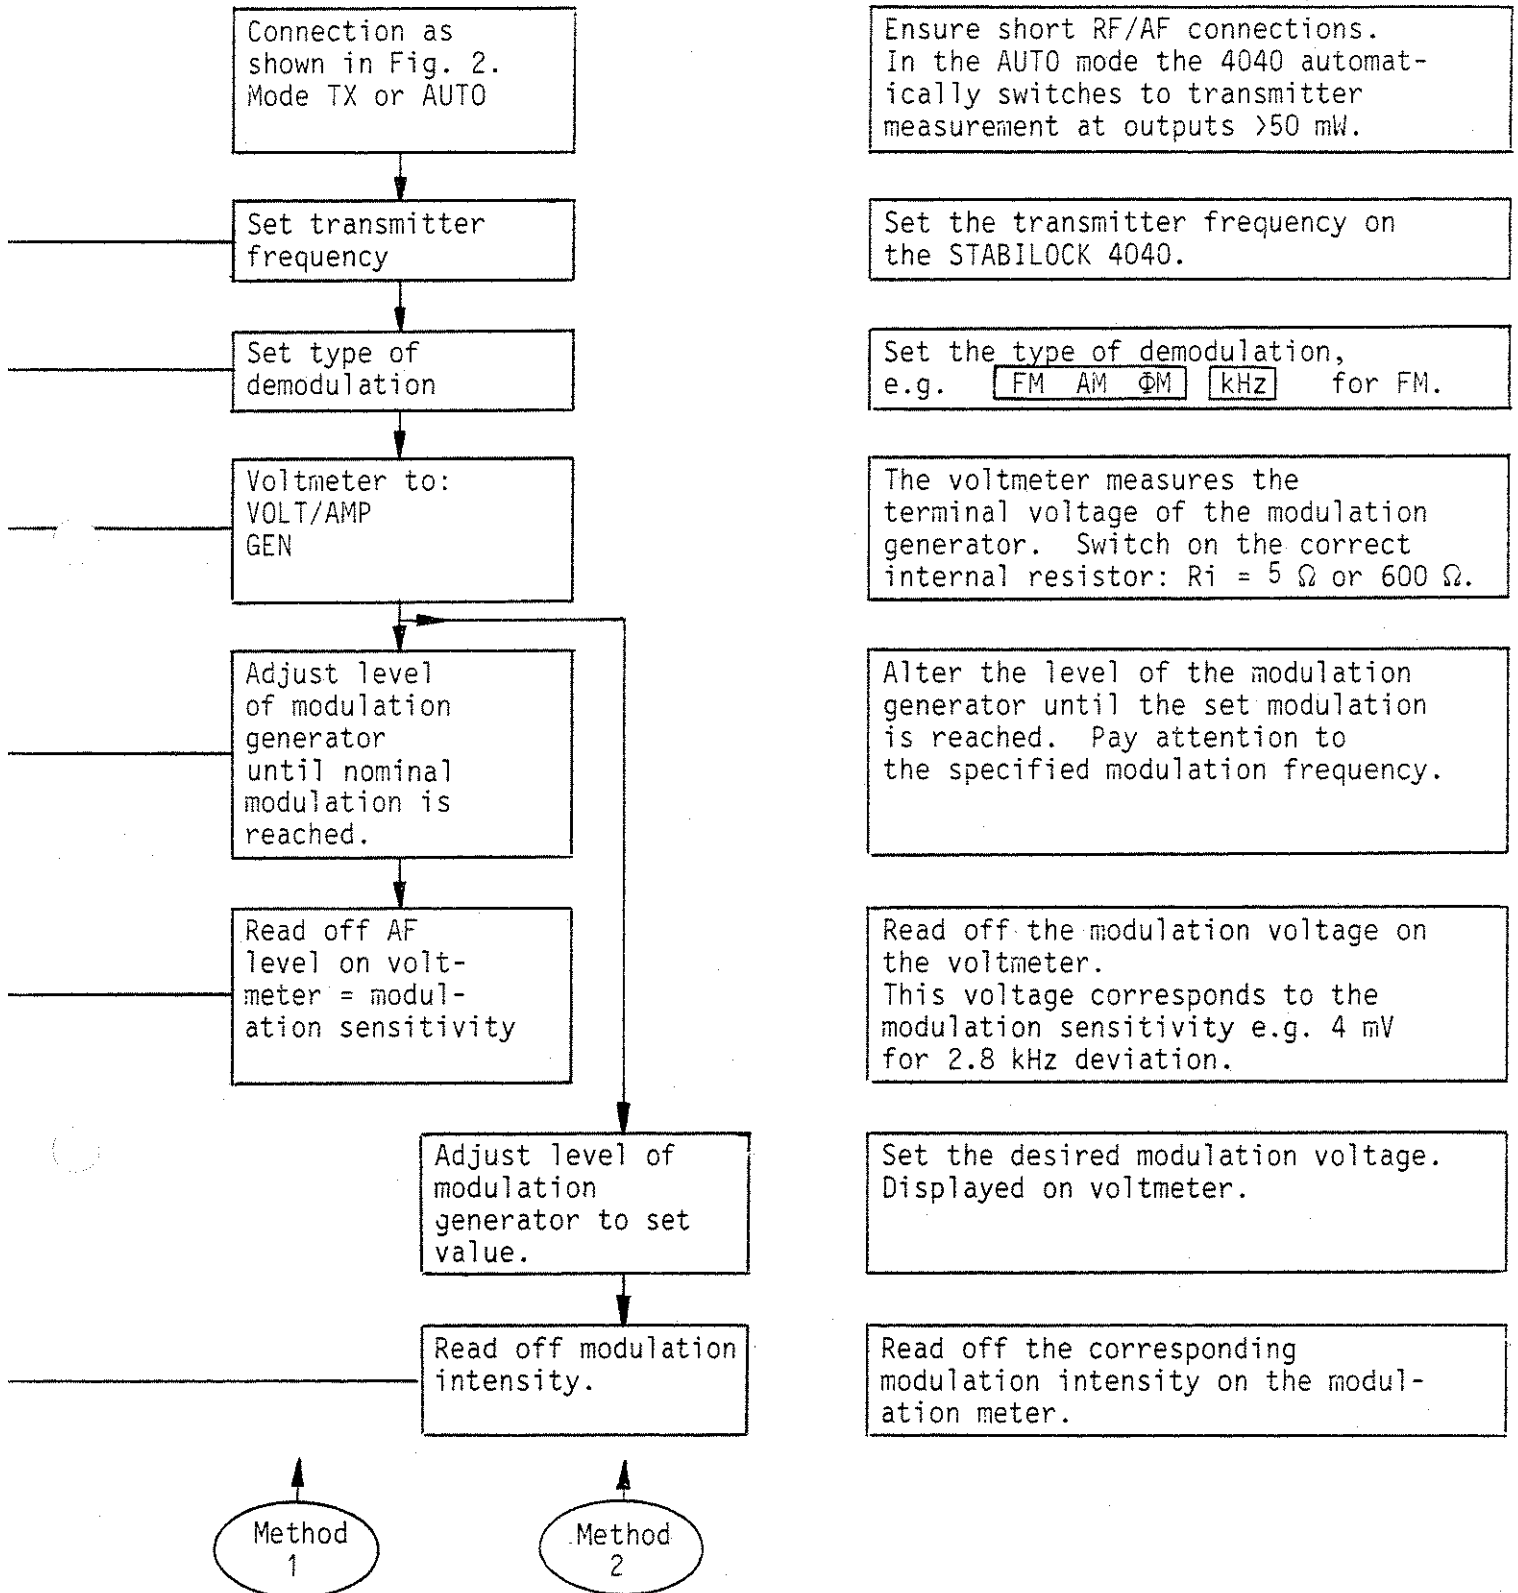 Connection as
shown in Fig. 2.
Mode TX or AUTO
Ensure short RF/AF connections.
In the AUTO mode the 4040 automat-
ically switches to transmitter
measurement at outputs >50 mW.
Set transmitter
frequency
Set the transmitter frequency on
the STABILOCK 4040.
Set type of
demodulation
Set the type of demodulation,
e.g. FM AM ΦM kHz for FM.
Voltmeter to:
VOLT/AMP
GEN
The voltmeter measures the
terminal voltage of the modulation
generator. Switch on the correct
internal resistor: Ri = 5 Ω or 600 Ω.
Adjust level
of modulation
generator
until nominal
modulation is
reached.
Alter the level of the modulation
generator until the set modulation
is reached. Pay attention to
the specified modulation frequency.
Read off AF
level on volt-
meter = modul-
ation sensitivity
Read off the modulation voltage on
the voltmeter.
This voltage corresponds to the
modulation sensitivity e.g. 4 mV
for 2.8 kHz deviation.
Adjust level of
modulation
generator to set
value.
Set the desired modulation voltage.
Displayed on voltmeter.
Read off modulation
intensity.
Read off the corresponding
modulation intensity on the modul-
ation meter.
Method
1
Method
2